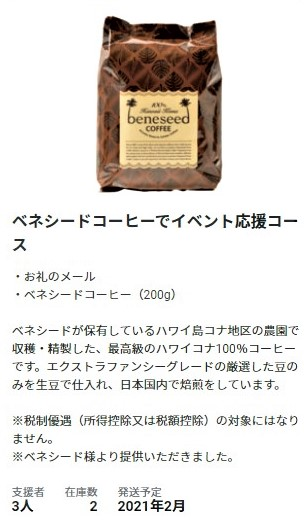 100%
Hawaii Kona
beneseed
COFFEE
ベネシードコーヒーでイベント応援コー
ス
・お礼のメール
・ベネシードコーヒー（200g）
ベネシードが保有しているハワイ島コナ地区の農園で
収穫・精製した、最高級のハワイコナ100%コーヒー
です。エクストラファンシーグレードの厳選した豆の
みを生豆で仕入れ、日本国内で焙煎をしています。
※税制優遇（所得控除又は税額控除）の対象にはなり
ません。
※ベネシード様より提供いただきました。
支援者 在庫数 発送予定
3人 2 2021年2月